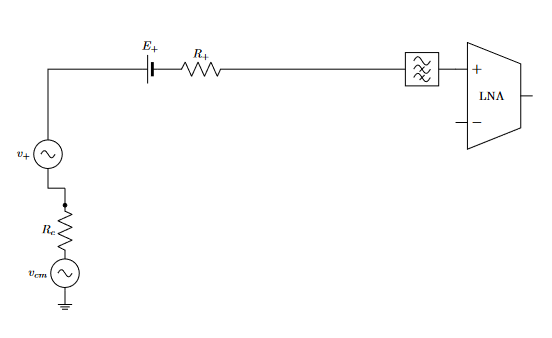 E+
R+
+
LNA
−
v+
Rc
vcm